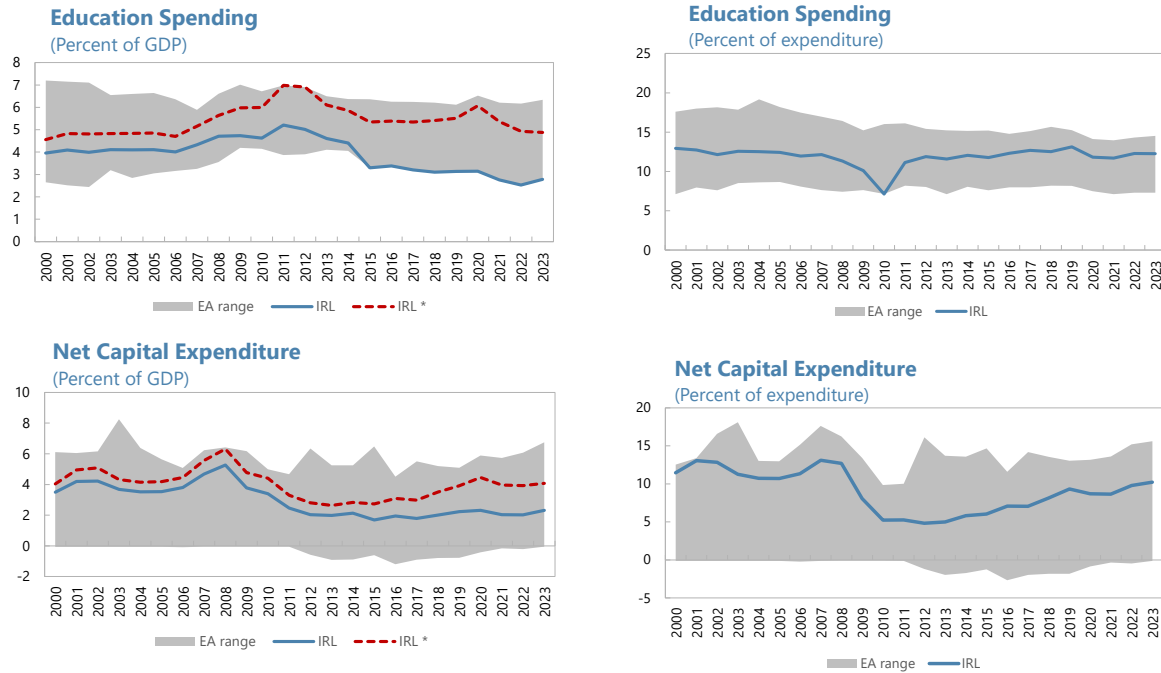 Education Spending
(Percent of GDP)
8
7
6
5
4
3
2
1
0
2000 2001 2002 2003 2004 2005 2006 2007 2008 2009 2010 2011 2012 2013 2014 2015 2016 2017 2018 2019 2020 2021 2022 2023
EA range IRL IRL *
Education Spending
(Percent of expenditure)
25
20
15
10
5
0
2000 2001 2002 2003 2004 2005 2006 2007 2008 2009 2010 2011 2012 2013 2014 2015 2016 2017 2018 2019 2020 2021 2022 2023
EA range IRL
Net Capital Expenditure
(Percent of GDP)
10
8
6
4
2
0
-2
2000 2001 2002 2003 2004 2005 2006 2007 2008 2009 2010 2011 2012 2013 2014 2015 2016 2017 2018 2019 2020 2021 2022 2023
EA range IRL IRL *
Net Capital Expenditure
(Percent of expenditure)
20
15
10
5
0
-5
2000 2001 2002 2003 2004 2005 2006 2007 2008 2009 2010 2011 2012 2013 2014 2015 2016 2017 2018 2019 2020 2021 2022 2023
EA range IRL